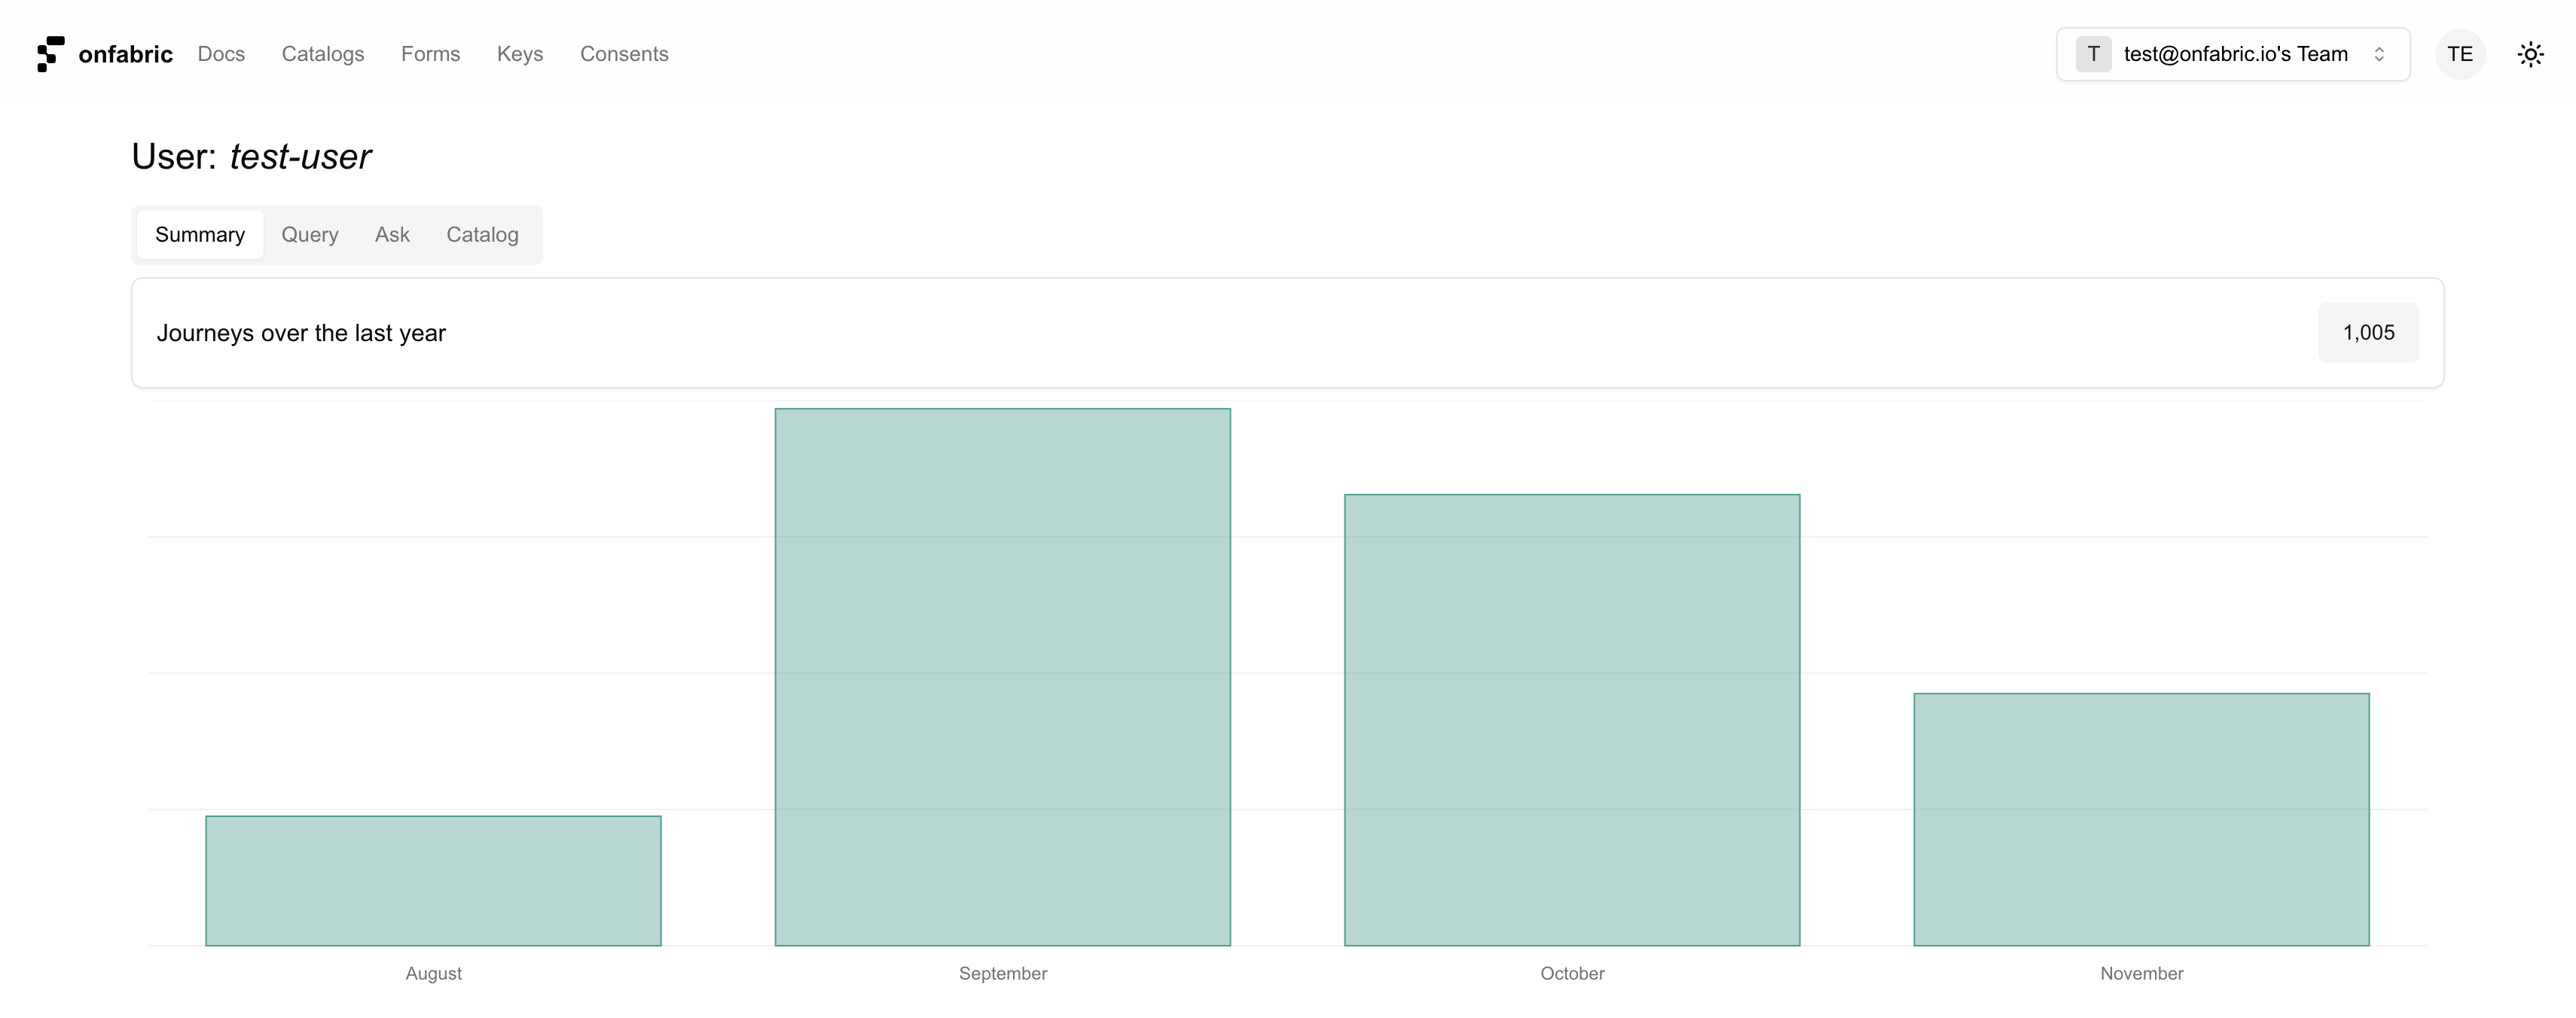 onfabric Docs Catalogs Forms Keys Consents T test@onfabric.io's Team TE
User: test-user
Summary Query Ask Catalog
Journeys over the last year 1,005
August September October November